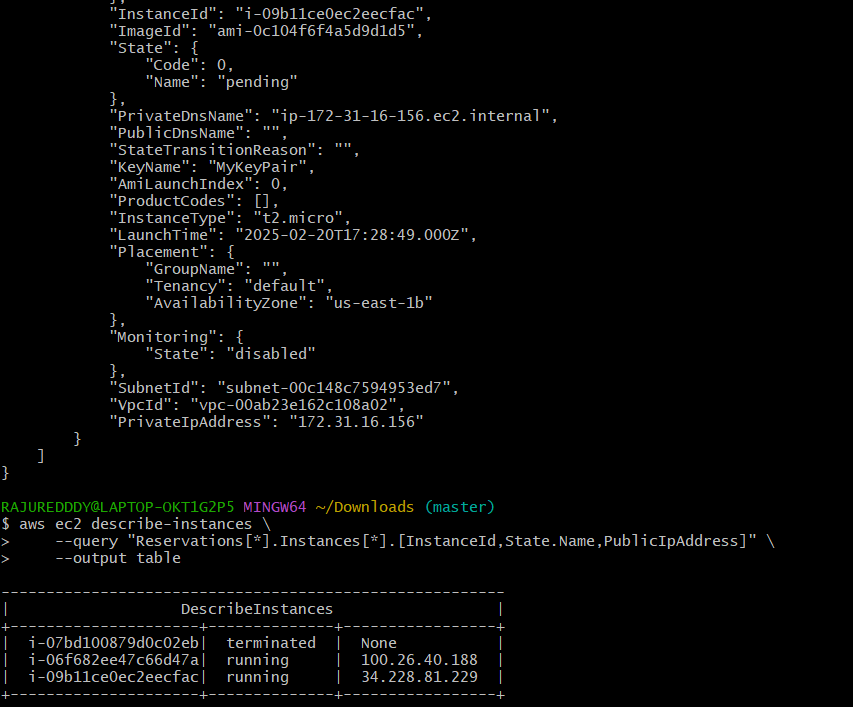 },
"InstanceId": "i-09b11ce0ec2eecfac",
"ImageId": "ami-0c104f6f4a5d9d1d5",
"State": {
"Code": 0,
"Name": "pending"
},
"PrivateDnsName": "ip-172-31-16-156.ec2.internal",
"PublicDnsName": "",
"StateTransitionReason": "",
"KeyName": "MyKeyPair",
"AmiLaunchIndex": 0,
"ProductCodes": [],
"InstanceType": "t2.micro",
"LaunchTime": "2025-02-20T17:28:49.000Z",
"Placement": {
"GroupName": "",
"Tenancy": "default",
"AvailabilityZone": "us-east-1b"
},
"Monitoring": {
"State": "disabled"
},
"SubnetId": "subnet-00c148c7594953ed7",
"VpcId": "vpc-00ab23e162c108a02",
"PrivateIpAddress": "172.31.16.156"
}
]
}
RAJUREDDDY@LAPTOP-OKT1G2P5 MINGW64 ~/Downloads (master)
$ aws ec2 describe-instances \
> --query "Reservations[*].Instances[*].[InstanceId,State.Name,PublicIpAddress]" \
> --output table
-------------------------------------------------------
| DescribeInstances |
+---------------------+--------------+-----------------+
| i-07bd100879d0c02eb| terminated | None |
| i-06f682ee47c66d47a| running | 100.26.40.188 |
| i-09b11ce0ec2eecfac| running | 34.228.81.229 |
+---------------------+--------------+-----------------+